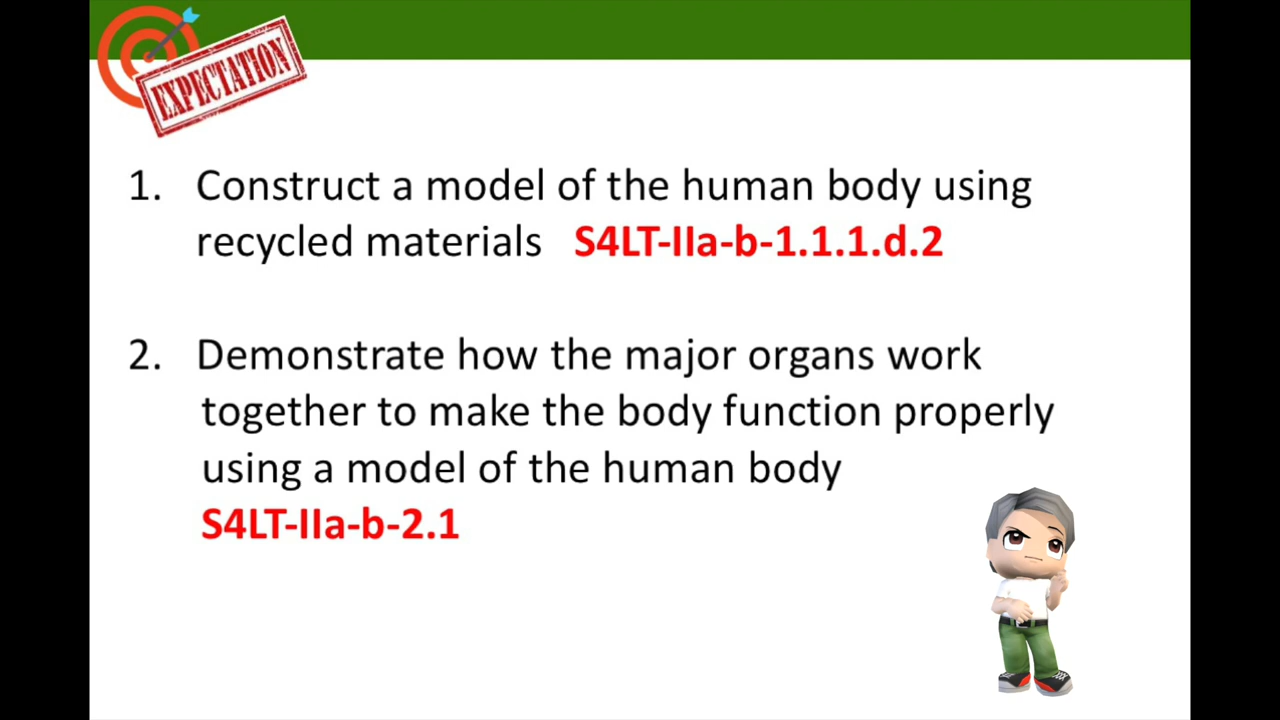 EXPECTATION
1. Construct a model of the human body using
recycled materials S4LT-IIa-b-1.1.1.d.2
2. Demonstrate how the major organs work
together to make the body function properly
using a model of the human body
S4LT-IIa-b-2.1